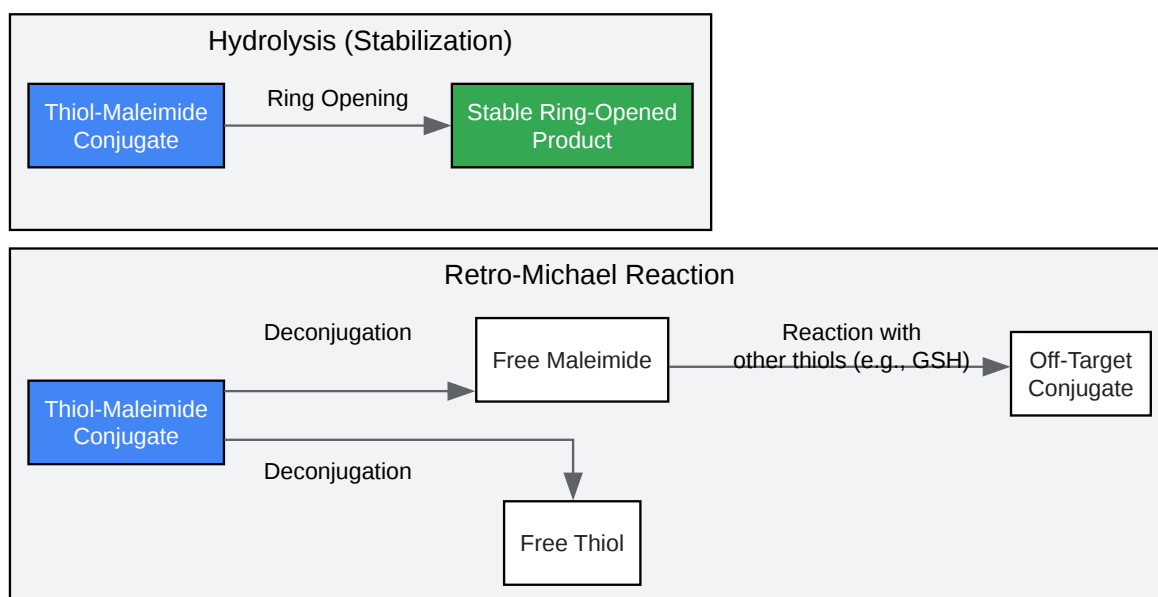 Hydrolysis (Stabilization)
Thiol-Maleimide
Conjugate
Ring Opening
Stable Ring-Opened
Product
Retro-Michael Reaction
Thiol-Maleimide
Conjugate
Deconjugation
Free Maleimide
Reaction with
other thiols (e.g., GSH)
Off-Target
Conjugate
Deconjugation
Free Thiol